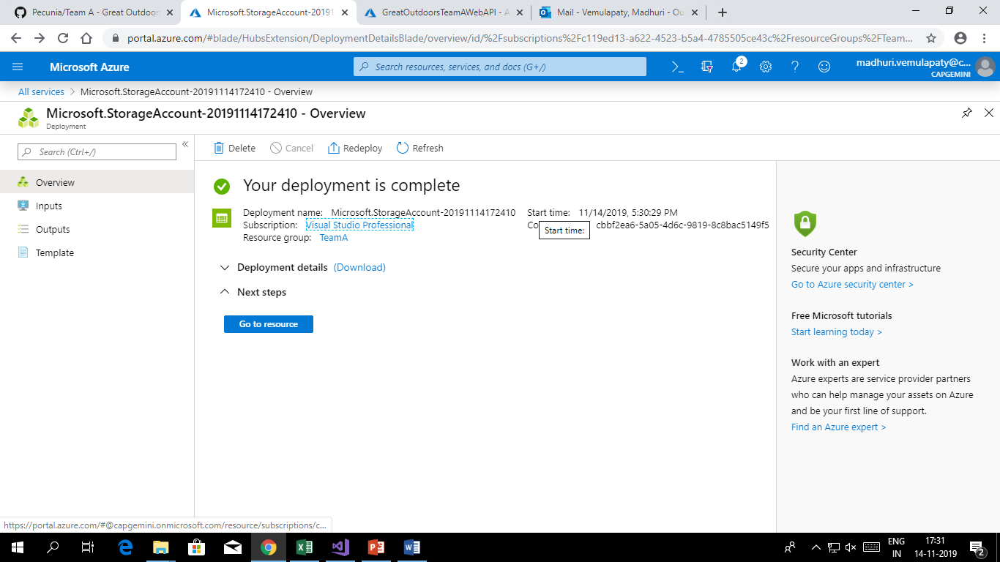 Pecunia/Team A - Great Outdoor
Microsoft.StorageAccount-20191
GreatOutdoorsTeamAWebAPI - A
Mail - Vemulapaty, Madhuri - Ou
portal.azure.com/#blade/HubsExtension/DeploymentDetailsBlade/overview/id/%2Fsubscriptions%2Fc119ed13-a622-4523-b5a4-4785505ce43c%2FresourceGroups%2FTeam...
Microsoft Azure
Search resources, services, and docs (G+/)
2
madhuri.vemulapaty@c...
CAPGEMINI
All services > Microsoft.StorageAccount-20191114172410 - Overview
Microsoft.StorageAccount-20191114172410 - Overview
Deployment
Search (Ctrl+/)
«
Overview
Inputs
Outputs
Template
Delete
Cancel
Redeploy
Refresh
Your deployment is complete
Deployment name: Microsoft.StorageAccount-20191114172410
Subscription: Visual Studio Professional
Resource group: TeamA
Start time: 11/14/2019, 5:30:29 PM
Co cbbf2ea6-5a05-4d6c-9819-8c8bac5149f5
Start time:
Deployment details (Download)
Next steps
Go to resource
Security Center
Secure your apps and infrastructure
Go to Azure security center >
Free Microsoft tutorials
Start learning today >
Work with an expert
Azure experts are service provider partners
who can help manage your assets on Azure
and be your first line of support.
Find an Azure expert >
https://portal.azure.com/#@capgemini.onmicrosoft.com/resource/subscriptions/c...
ENG
IN
17:31
14-11-2019
2